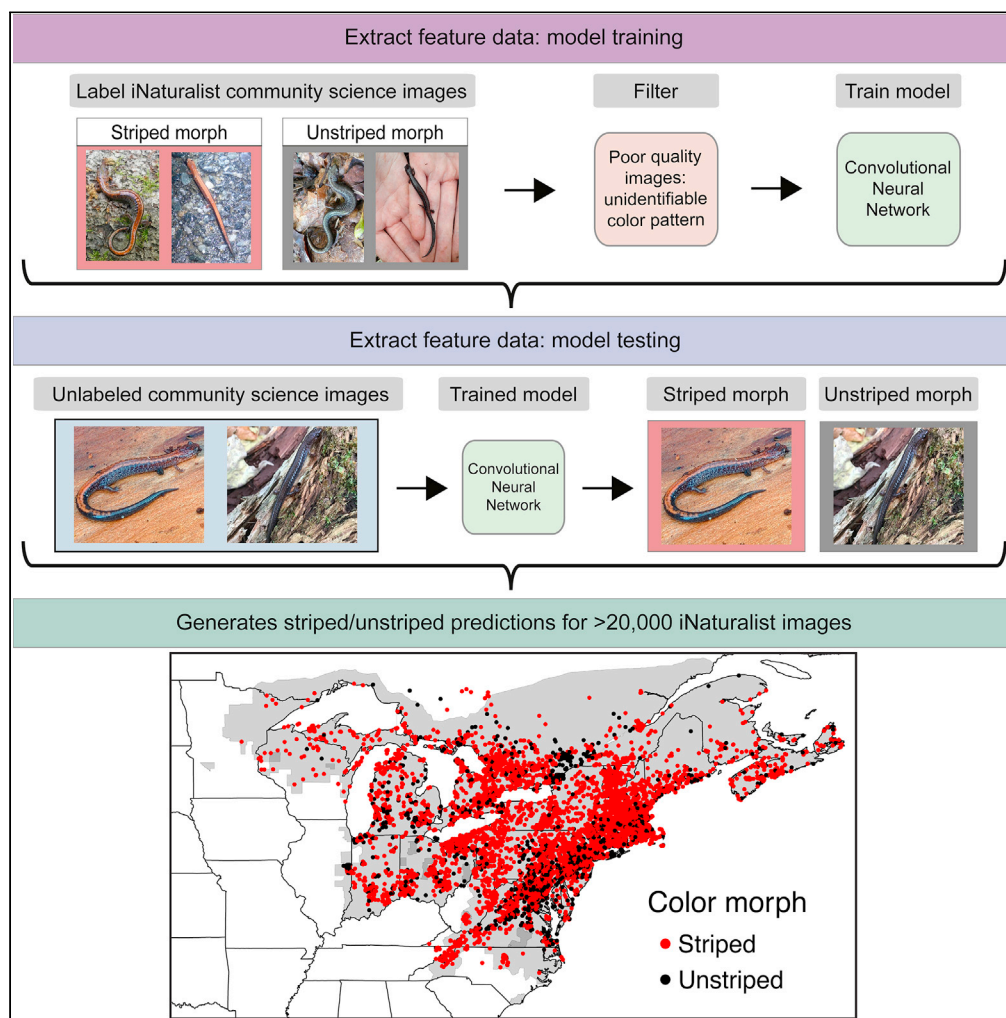 Extract feature data: model training
Label iNaturalist community science images
Filter
Train model
Striped morph
Unstriped morph
Poor quality
images:
unidentifiable
color pattern
Convolutional
Neural
Network
Extract feature data: model testing
Unlabeled community science images
Trained model
Striped morph
Unstriped morph
Convolutional
Neural
Network
Generates striped/unstriped predictions for >20,000 iNaturalist images
Color morph
Striped
Unstriped